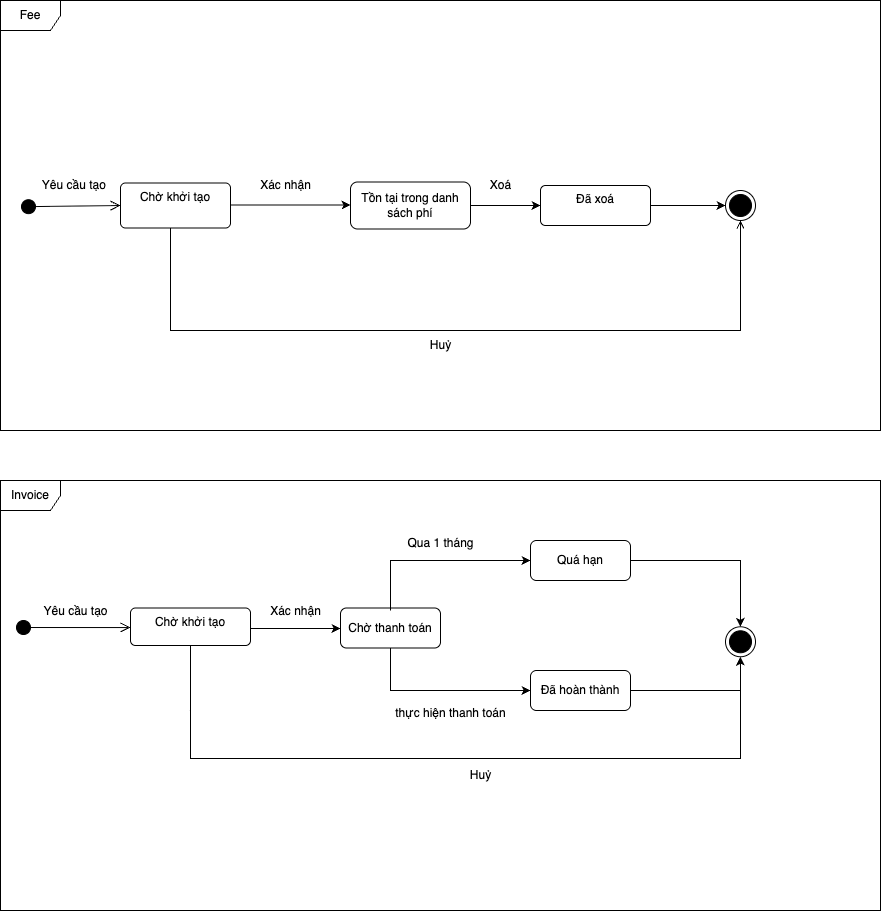 Fee
Yêu cầu tạo
Xác nhận
Xoá
Chờ khởi tạo
Tồn tại trong danh
sách phí
Đã xoá
Huỷ
Invoice
Qua 1 tháng
Quá hạn
Yêu cầu tạo
Xác nhận
Chờ khởi tạo
Chờ thanh toán
Đã hoàn thành
thực hiện thanh toán
Huỷ